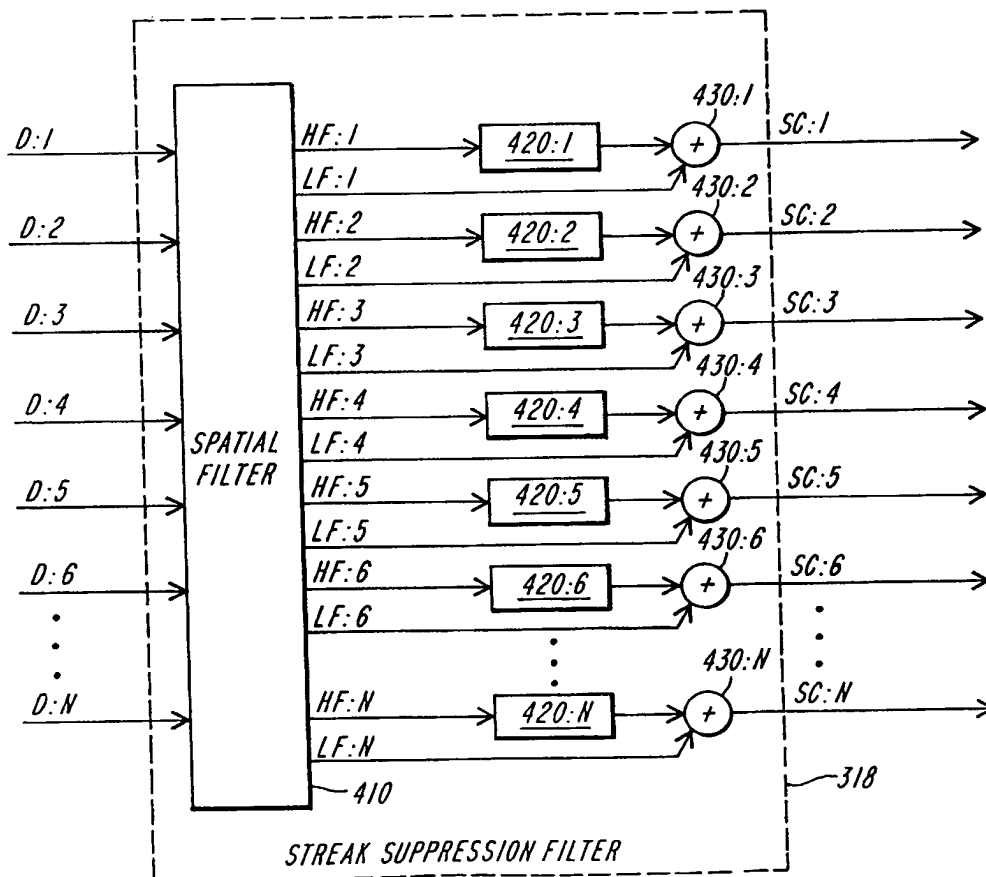 430:1
D:1
HF:1
420:1
+
SC:1
LF:1
430:2
D:2
HF:2
420:2
+
SC:2
LF:2
430:3
D:3
HF:3
420:3
+
SC:3
LF:3
430:4
D:4
HF:4
420:4
+
SC:4
SPATIAL
FILTER
LF:4
430:5
D:5
HF:5
420:5
+
SC:5
LF:5
430:6
D:6
HF:6
420:6
+
SC:6
LF:6
430:N
D:N
HF:N
420:N
+
SC:N
LF:N
410
318
STREAK SUPPRESSION FILTER